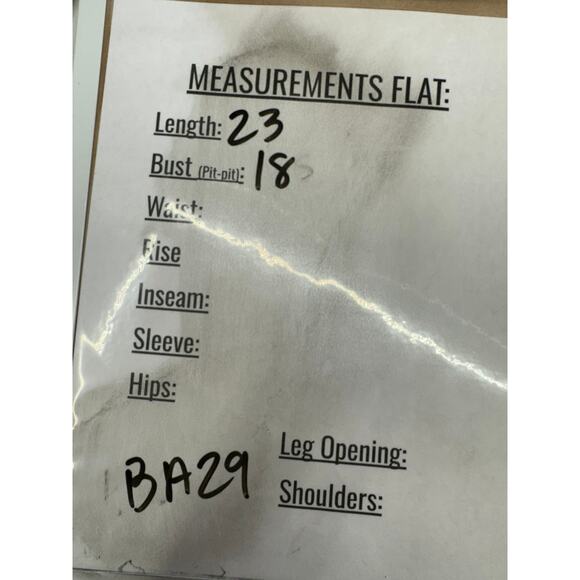 MEASUREMENTS FLAT:
Length: 23
Bust (Pit-pit): 18
Waist:
Rise
Inseam:
Sleeve:
Hips:
Leg Opening:
BA29
Shoulders: